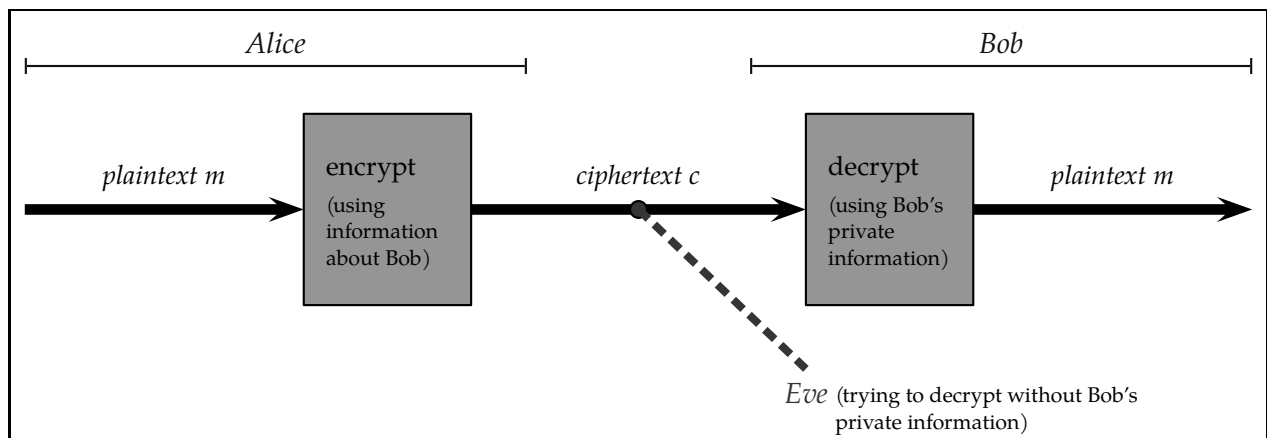 Alice
Bob
plaintext m
encrypt
(using
information
about Bob)
ciphertext c
decrypt
(using Bob’s
private
information)
plaintext m
Eve (trying to decrypt without Bob’s
private information)